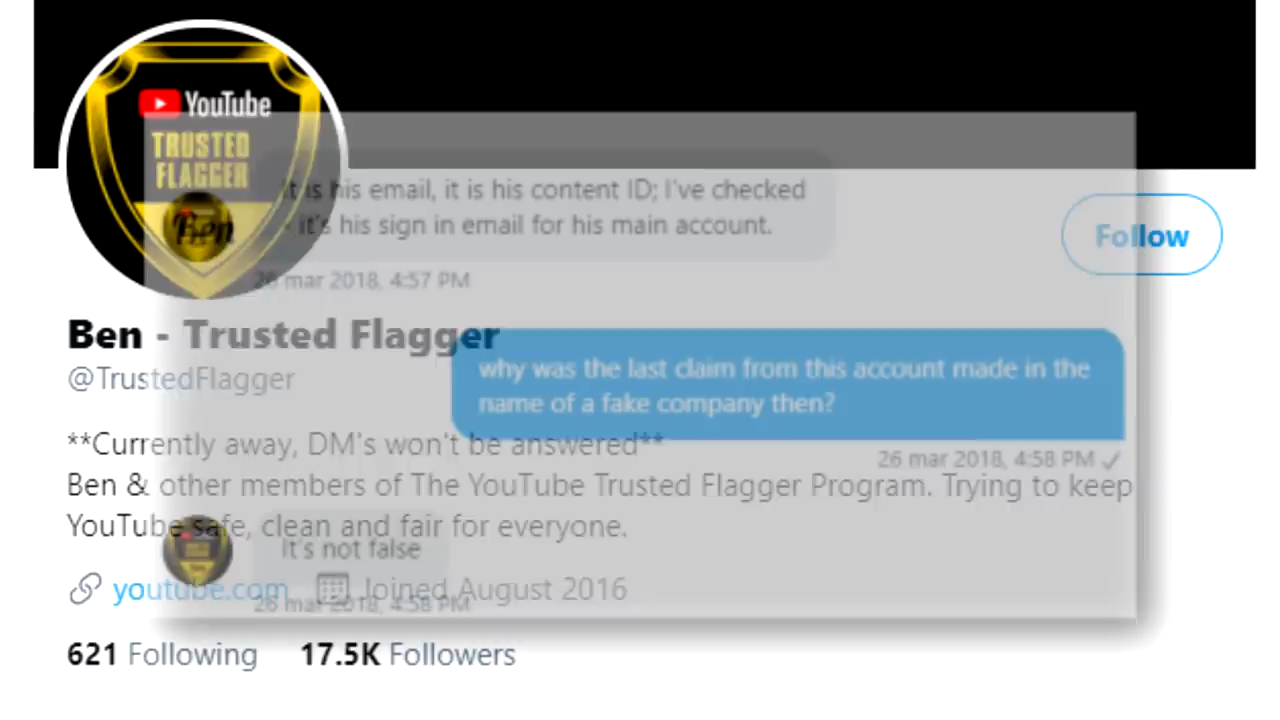 YouTube
TRUSTED
FLAGGER
Ben
It is his email, it is his content ID; I've checked
- it's his sign in email for his main account.
26 mar 2018, 4:57 PM
Follow
Ben - Trusted Flagger
@TrustedFlagger
why was the last claim from this account made in the
name of a fake company then?
26 mar 2018, 4:58 PM
**Currently away, DM's won't be answered**
Ben & other members of The YouTube Trusted Flagger Program. Trying to keep
YouTube safe, clean and fair for everyone.
It's not false
26 mar 2018, 4:58 PM
youtube.com Joined August 2016
621 Following 17.5K Followers